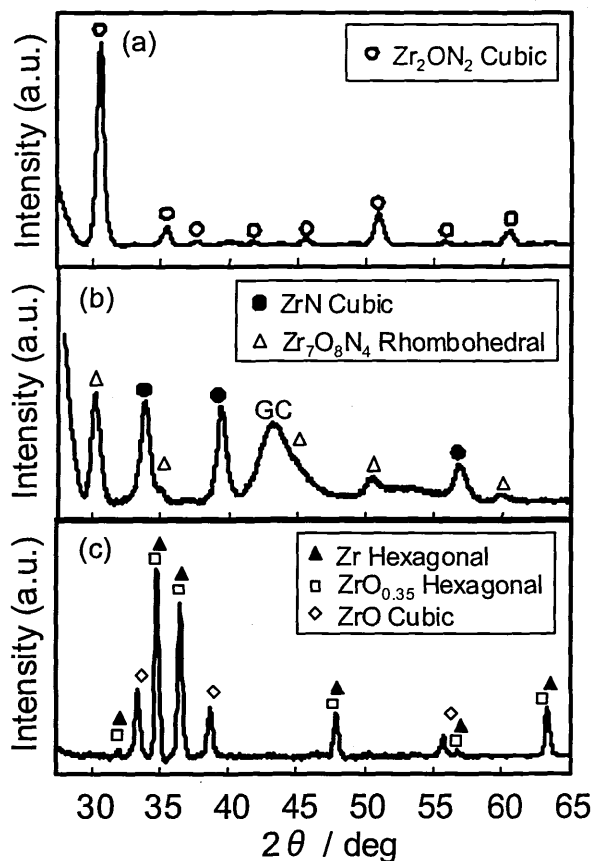 Intensity (a.u.)
(a)
Zr₂ON₂ Cubic
Intensity (a.u.)
(b)
ZrN Cubic
Zr₇O₈N₄ Rhombohedral
GC
Intensity (a.u.)
(c)
Zr Hexagonal
ZrO₀.₃₅ Hexagonal
ZrO Cubic
30 35 40 45 50 55 60 65
2θ / deg